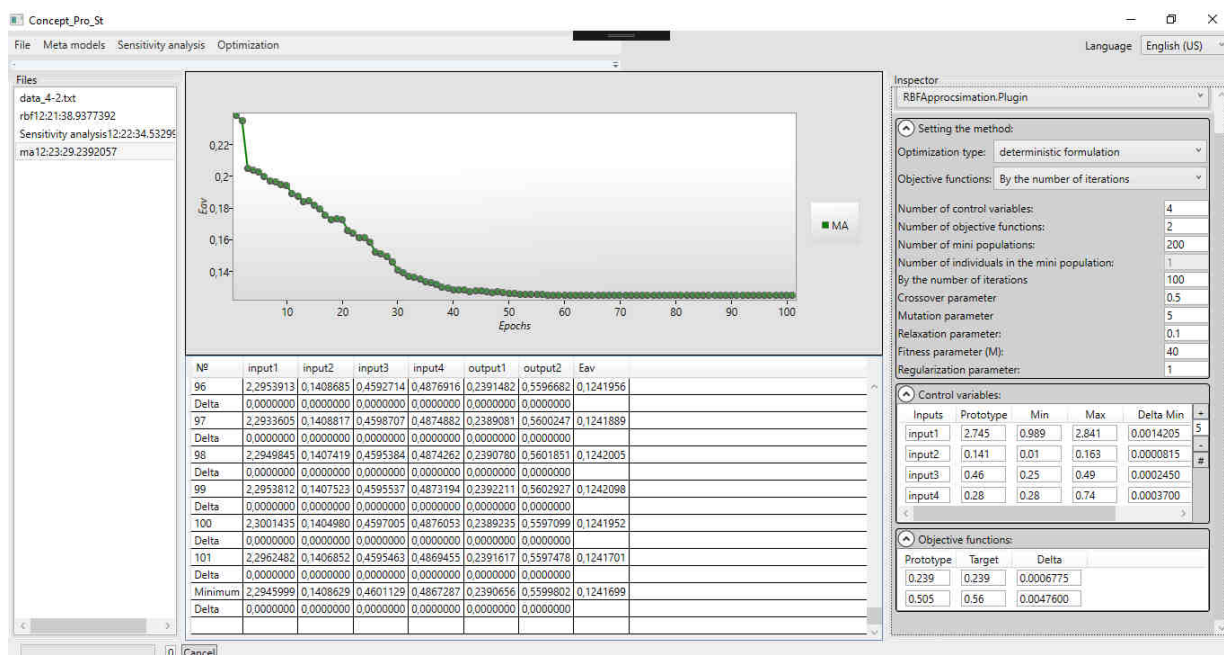 Concept_Pro_St
File Meta models Sensitivity analysis Optimization
Language English (US)
Files
data_4-2.txt
rbf12:21:38.9377392
Sensitivity analysis12:22:34.53299
ma12:23:29.2392057
0,22
0,2
0,18
0,16
0,14
Eav
10 20 30 40 50 60 70 80 90 100
Epochs
MA
Nº input1 input2 input3 input4 output1 output2 Eav
96 2,2953913 0,1408685 0,4592714 0,4876916 0,2391482 0,5596682 0,1241956
Delta 0,0000000 0,0000000 0,0000000 0,0000000 0,0000000 0,0000000
97 2,2933605 0,1408817 0,4598707 0,4874882 0,2389081 0,5600247 0,1241889
Delta 0,0000000 0,0000000 0,0000000 0,0000000 0,0000000 0,0000000
98 2,2949845 0,1407419 0,4595384 0,4874262 0,2390780 0,5601851 0,1242005
Delta 0,0000000 0,0000000 0,0000000 0,0000000 0,0000000 0,0000000
99 2,2953812 0,1407523 0,4595537 0,4873194 0,2392211 0,5602927 0,1242098
Delta 0,0000000 0,0000000 0,0000000 0,0000000 0,0000000 0,0000000
100 2,3001435 0,1404980 0,4597005 0,4876053 0,2389235 0,5597099 0,1241952
Delta 0,0000000 0,0000000 0,0000000 0,0000000 0,0000000 0,0000000
101 2,2962482 0,1406852 0,4595463 0,4869455 0,2391617 0,5597478 0,1241701
Delta 0,0000000 0,0000000 0,0000000 0,0000000 0,0000000 0,0000000
Minimum 2,2945999 0,1408629 0,4601129 0,4867287 0,2390656 0,5599802 0,1241699
Delta 0,0000000 0,0000000 0,0000000 0,0000000 0,0000000 0,0000000
0 Cancel
Inspector
RBFApprocsimation.Plugin
Setting the method:
Optimization type: deterministic formulation
Objective functions: By the number of iterations
Number of control variables: 4
Number of objective functions: 2
Number of mini populations: 200
Number of individuals in the mini population: 1
By the number of iterations 100
Crossover parameter 0.5
Mutation parameter 5
Relaxation parameter: 0.1
Fitness parameter (M): 40
Regularization parameter: 1
Control variables:
Inputs Prototype Min Max Delta Min +
input1 2.745 0.989 2.841 0.0014205 5
input2 0.141 0.01 0.163 0.0000815 - #
input3 0.46 0.25 0.49 0.0002450
input4 0.28 0.28 0.74 0.0003700
Objective functions:
Prototype Target Delta
0.239 0.239 0.0006775
0.505 0.56 0.0047600